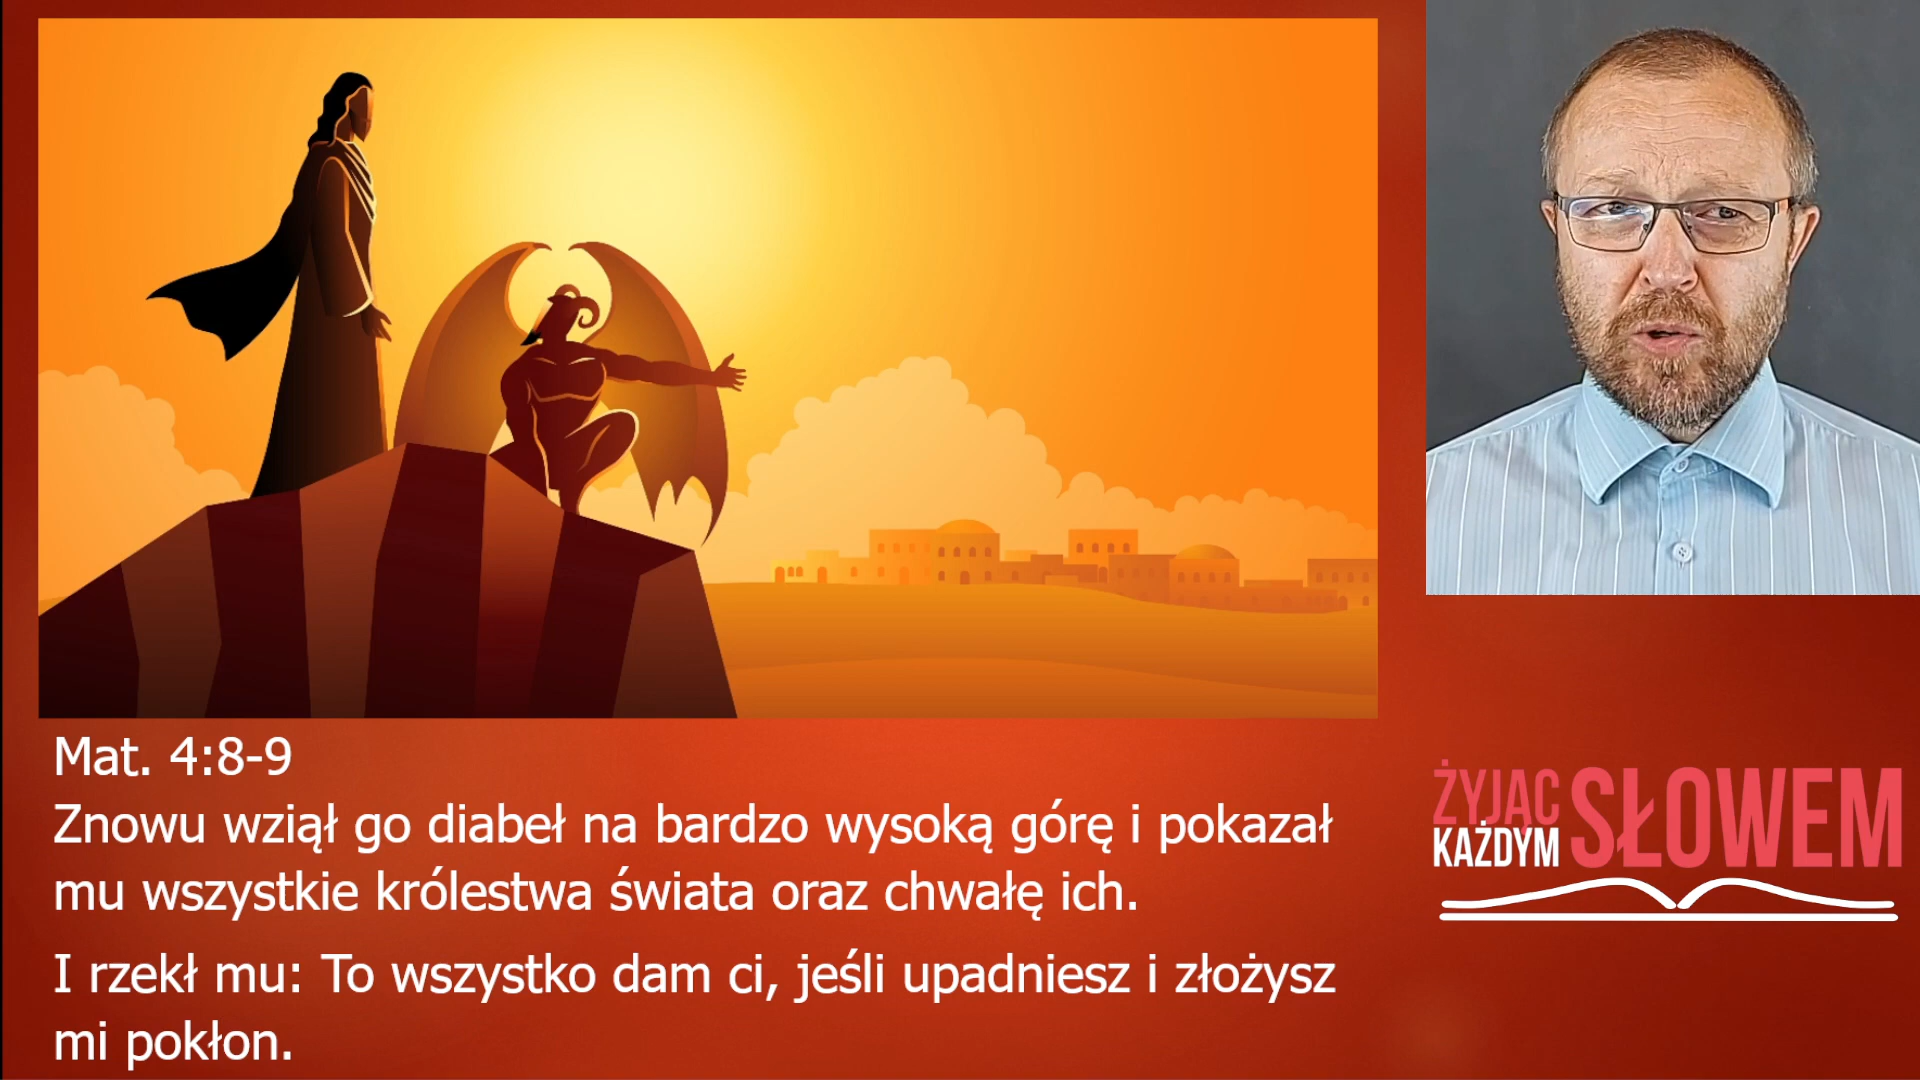 Mat. 4:8-9
Znowu wziął go diabeł na bardzo wysoką górę i pokazał
mu wszystkie królestwa świata oraz chwałę ich.
I rzekł mu: To wszystko dam ci, jeśli upadniesz i złożysz
mi pokłon.
ŻYJĄC
KAŻDYM
SŁOWEM